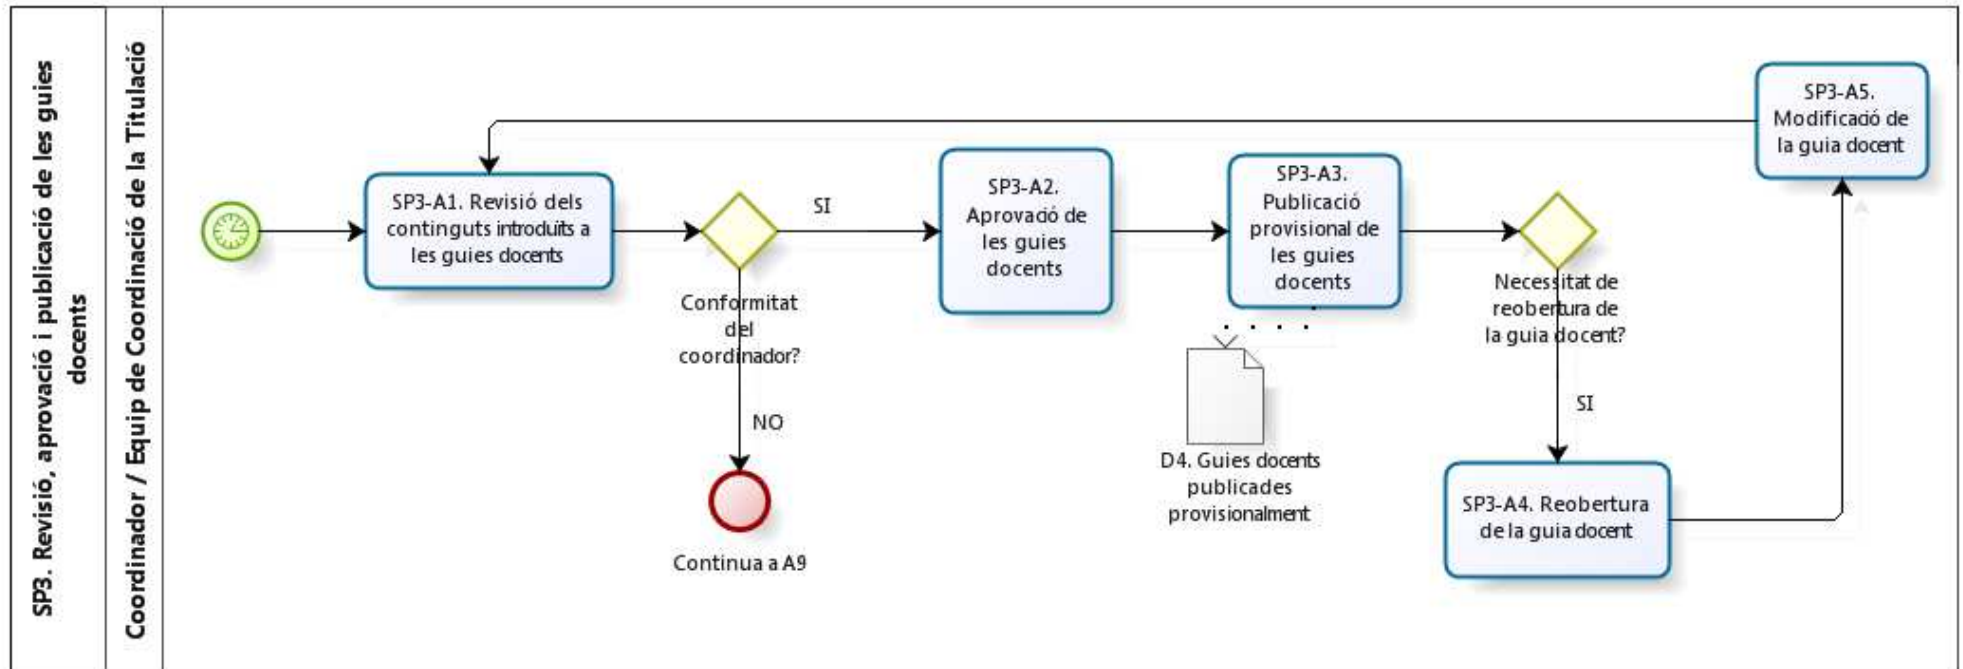 SP3. Revisió, aprovació i publicació de les guies
docents
Coordinador / Equip de Coordinació de la Titulació
SP3-A1. Revisió dels
continguts introduïts a
les guies docents
Conformitat
del
coordinador?
SI
NO
Continua a A9
SP3-A2.
Aprovació de
les guies
docents
SP3-A3.
Publicació
provisional de
les guies
docents
D4. Guies docents
publicades
provisionalment
Necessitat de
reobertura de
la guia docent?
SI
SP3-A4. Reobertura
de la guia docent
SP3-A5.
Modificació de
la guia docent